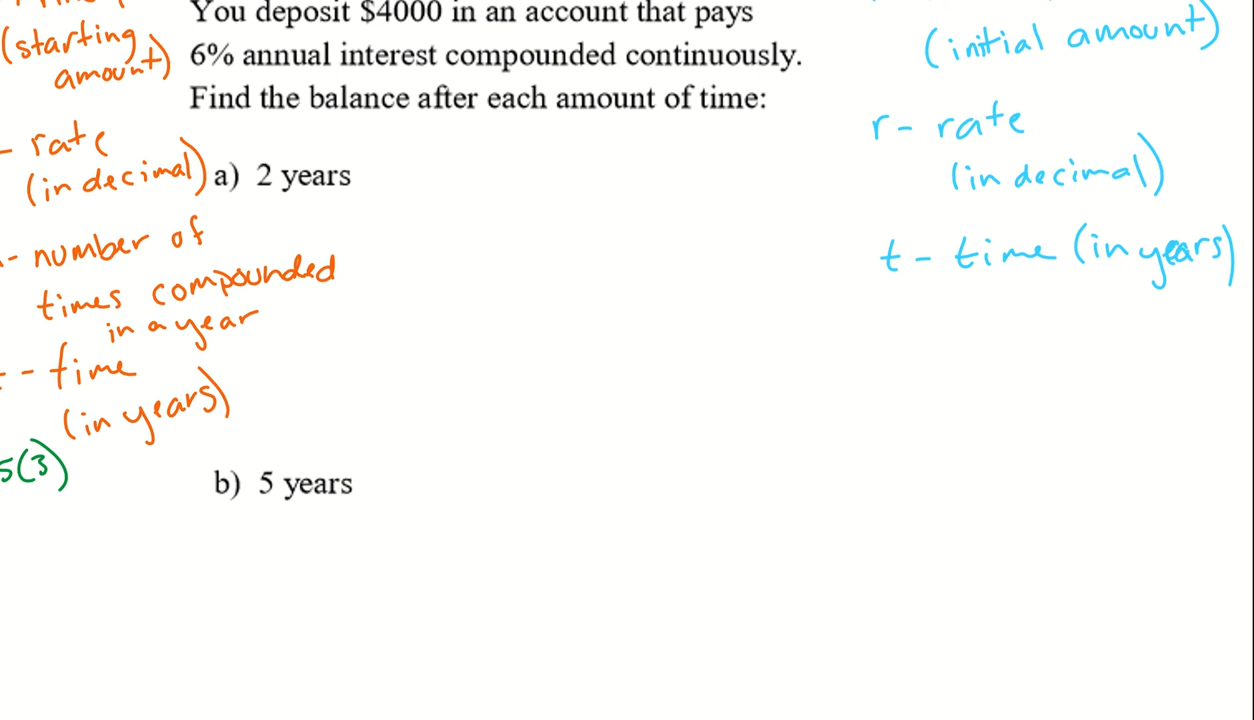 You deposit $4000 in an account that pays
6% annual interest compounded continuously.
Find the balance after each amount of time:
(starting
amount)
- rate
(in decimal)
- number of
times compounded
in a year
- time
(in years)
5(3)
a) 2 years
b) 5 years
(initial amount)
r - rate
(in decimal)
t - time (in years)